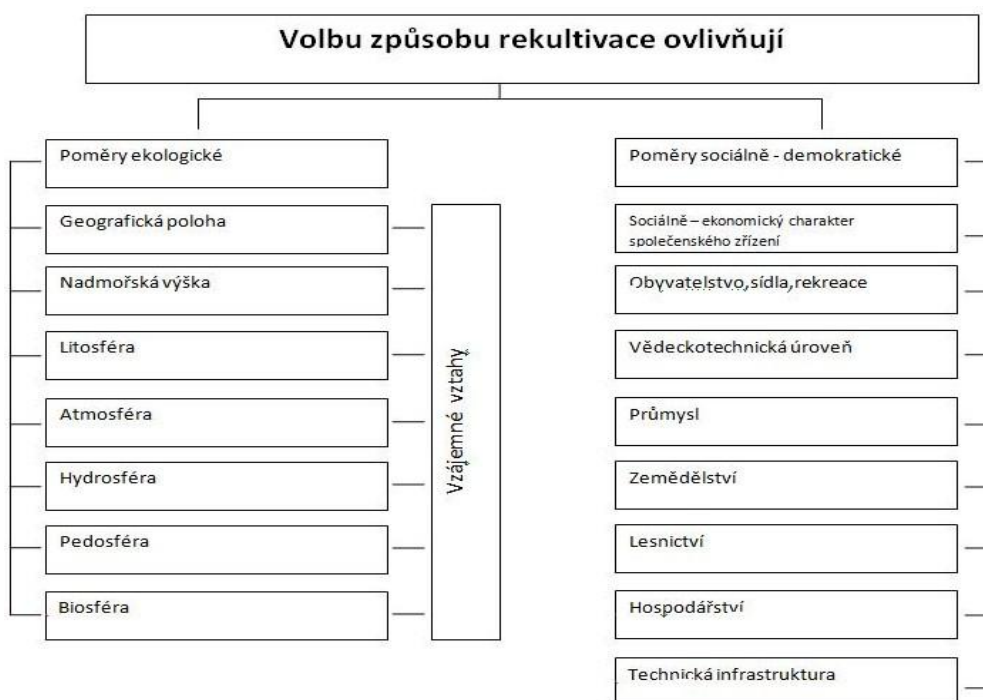 Volbu způsobu rekultivace ovlivňují
Poměry ekologické
Geografická poloha
Nadmořská výška
Litosféra
Atmosféra
Hydrosféra
Pedosféra
Biosféra
Vzájemné vztahy
Poměry sociálně - demokratické
Sociálně – ekonomický charakter
společenského zřízení
Obyvatelstvo,sídla,rekreace
Vědeckotechnická úroveň
Průmysl
Zemědělství
Lesnictví
Hospodářství
Technická infrastruktura